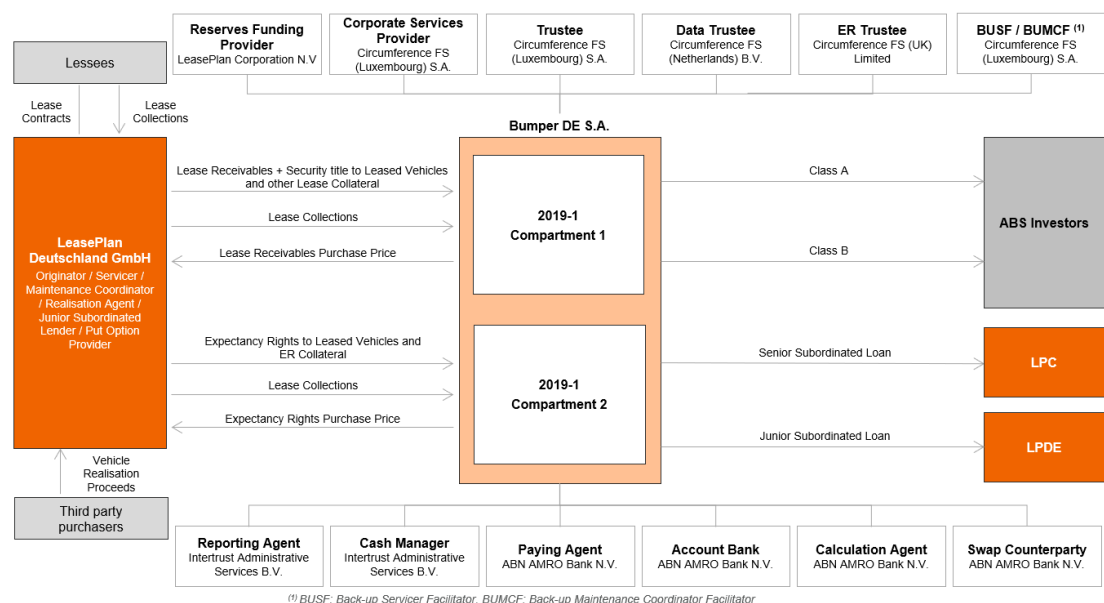 Reserves Funding
Provider
LeasePlan Corporation N.V
Corporate Services
Provider
Circumference FS
(Luxembourg) S.A.
Trustee
Circumference FS
(Luxembourg) S.A.
Data Trustee
Circumference FS
(Netherlands) B.V.
ER Trustee
Circumference FS (UK)
Limited
BUSF / BUMCF (1)
Circumference FS
(Luxembourg) S.A.
Lessees
Lease
Contracts
Lease
Collections
Bumper DE S.A.
LeasePlan
Deutschland GmbH
Originator / Servicer /
Maintenance Coordinator
/ Realisation Agent /
Junior Subordinated
Lender / Put Option
Provider
Lease Receivables + Security title to Leased Vehicles
and other Lease Collateral
Lease Collections
Lease Receivables Purchase Price
2019-1
Compartment 1
Class A
Class B
ABS Investors
Expectancy Rights to Leased Vehicles and
ER Collateral
Lease Collections
Expectancy Rights Purchase Price
2019-1
Compartment 2
Senior Subordinated Loan
LPC
Junior Subordinated Loan
LPDE
Vehicle
Realisation
Proceeds
Third party
purchasers
Reporting Agent
Intertrust Administrative
Services B.V.
Cash Manager
Intertrust Administrative
Services B.V.
Paying Agent
ABN AMRO Bank N.V.
Account Bank
ABN AMRO Bank N.V.
Calculation Agent
ABN AMRO Bank N.V.
Swap Counterparty
ABN AMRO Bank N.V.
(1) BUSF: Back-up Servicer Facilitator, BUMCF: Back-up Maintenance Coordinator Facilitator